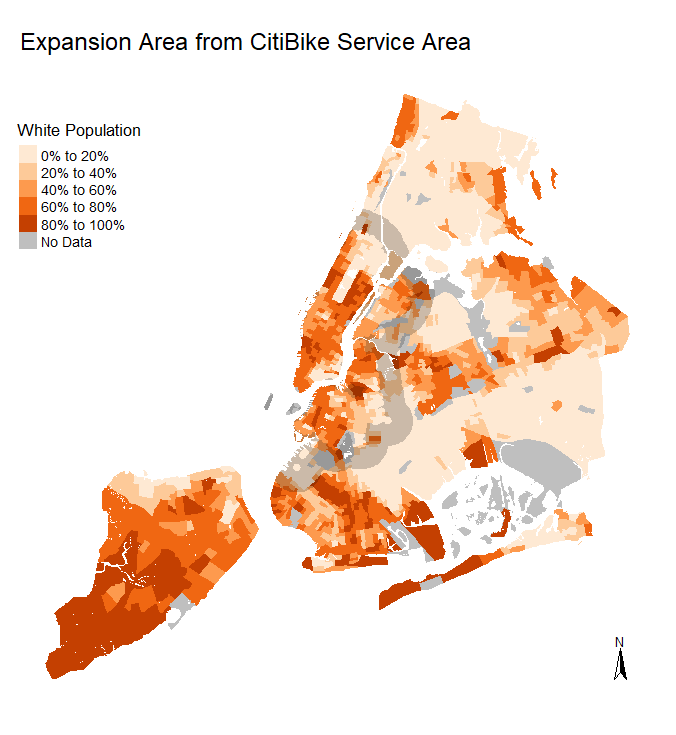 Expansion Area from CitiBike Service Area
White Population
0% to 20%
20% to 40%
40% to 60%
60% to 80%
80% to 100%
No Data
N